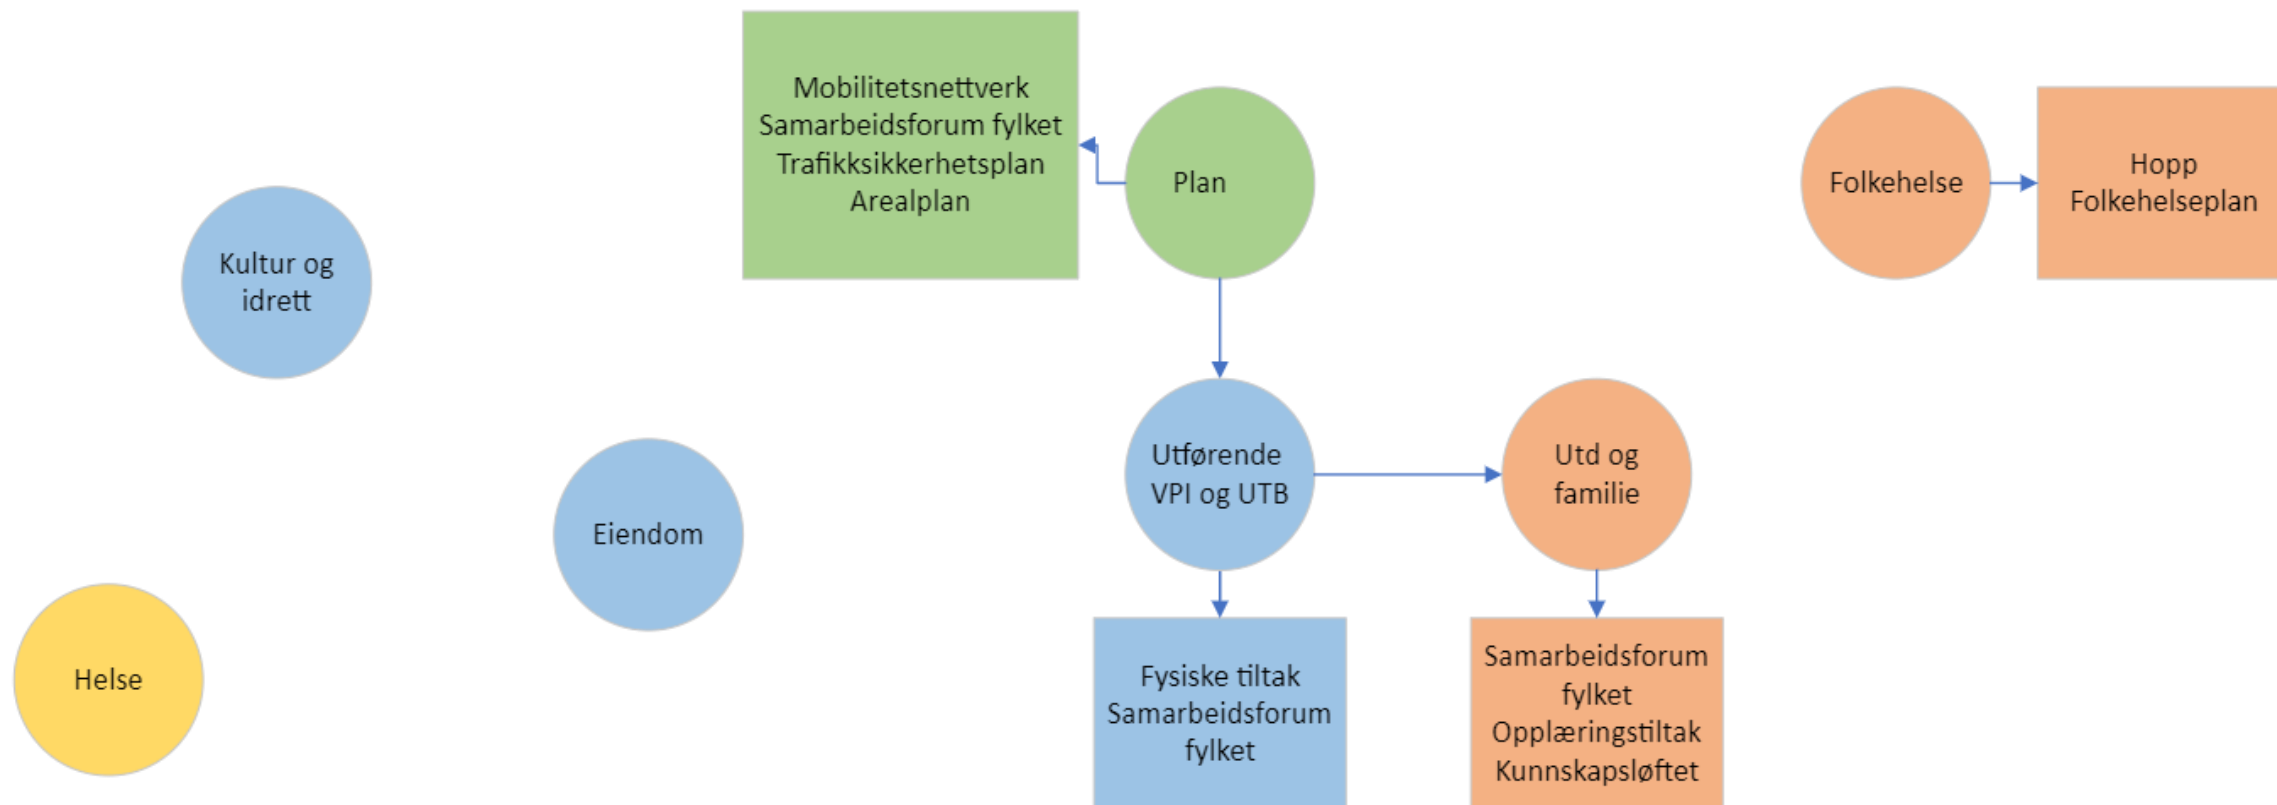 Mobilitetsnettverk
Samarbeidsforum fylket
Trafikksikkerhetsplan
Arealplan
Plan
Folkehelse
Hopp
Folkehelseplan
Kultur og
idrett
Utførende
VPI og UTB
Utd og
familie
Eiendom
Helse
Fysiske tiltak
Samarbeidsforum
fylket
Samarbeidsforum
fylket
Opplæringstiltak
Kunnskapsløftet